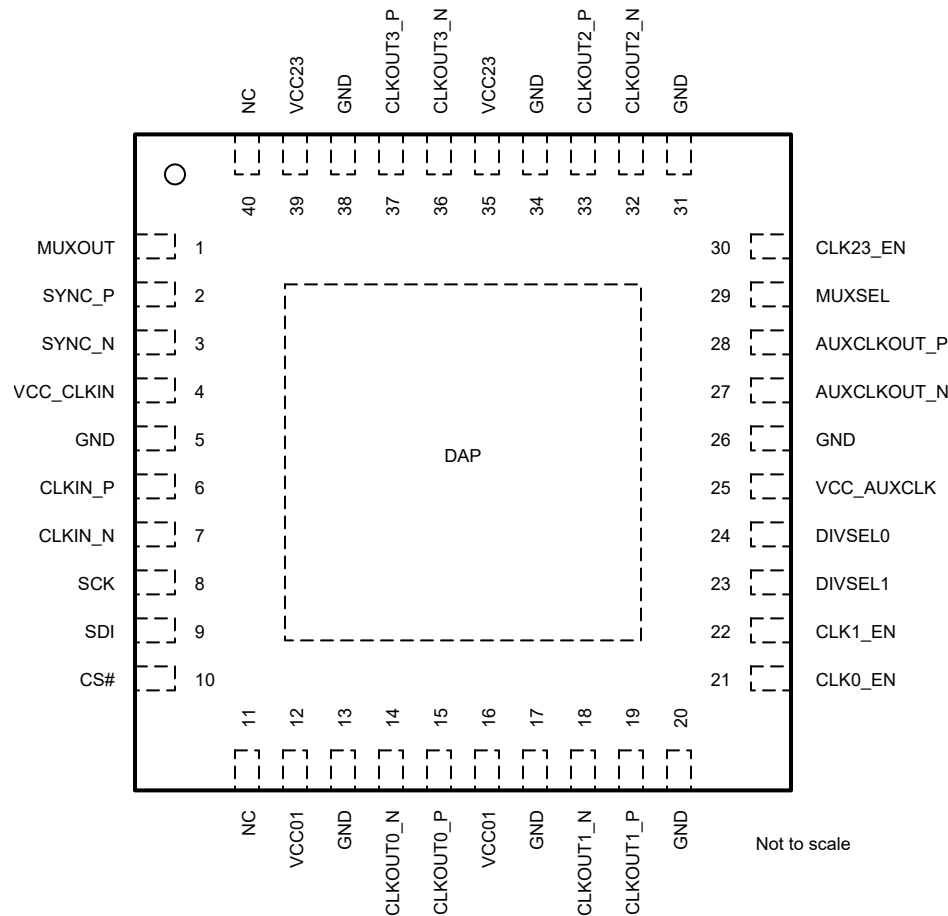 NC
VCC23
GND
CLKOUT3_P
CLKOUT3_N
VCC23
GND
CLKOUT2_P
CLKOUT2_N
GND
40
39
38
37
36
35
34
33
32
31
MUXOUT 1
SYNC_P 2
SYNC_N 3
VCC_CLKIN 4
GND 5
CLKIN_P 6
CLKIN_N 7
SCK 8
SDI 9
CS# 10
DAP
30 CLK23_EN
29 MUXSEL
28 AUXCLKOUT_P
27 AUXCLKOUT_N
26 GND
25 VCC_AUXCLK
24 DIVSEL0
23 DIVSEL1
22 CLK1_EN
21 CLK0_EN
11
12
13
14
15
16
17
18
19
20
NC
VCC01
GND
CLKOUT0_N
CLKOUT0_P
VCC01
GND
CLKOUT1_N
CLKOUT1_P
GND
Not to scale